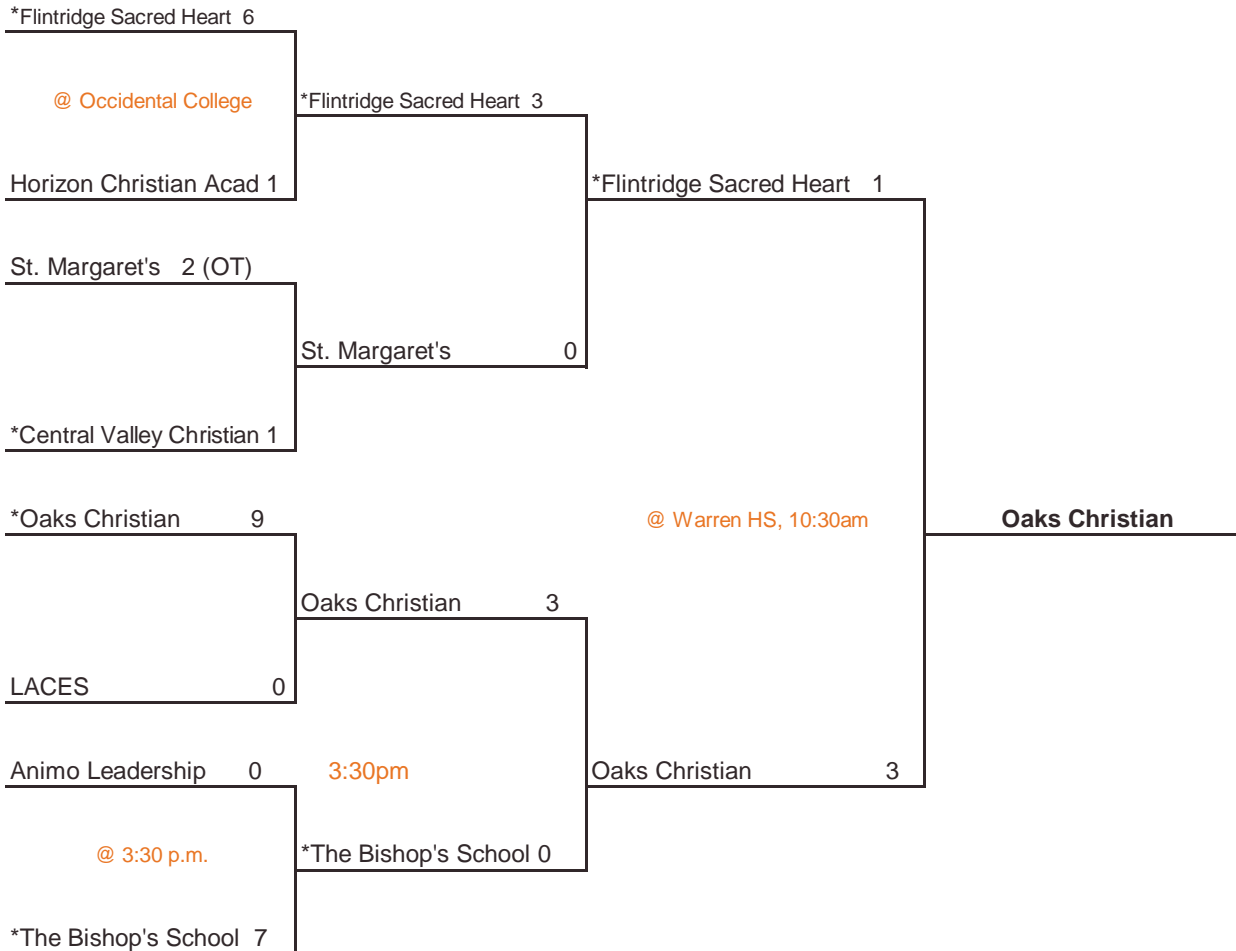 *Flintridge Sacred Heart 6
@ Occidental College
*Flintridge Sacred Heart 3
Horizon Christian Acad 1
*Flintridge Sacred Heart 1
St. Margaret's 2 (OT)
St. Margaret's 0
*Central Valley Christian 1
*Oaks Christian 9
@ Warren HS, 10:30am
Oaks Christian
Oaks Christian 3
LACES 0
Animo Leadership 0
3:30pm
Oaks Christian 3
@ 3:30 p.m.
*The Bishop's School 0
*The Bishop's School 7